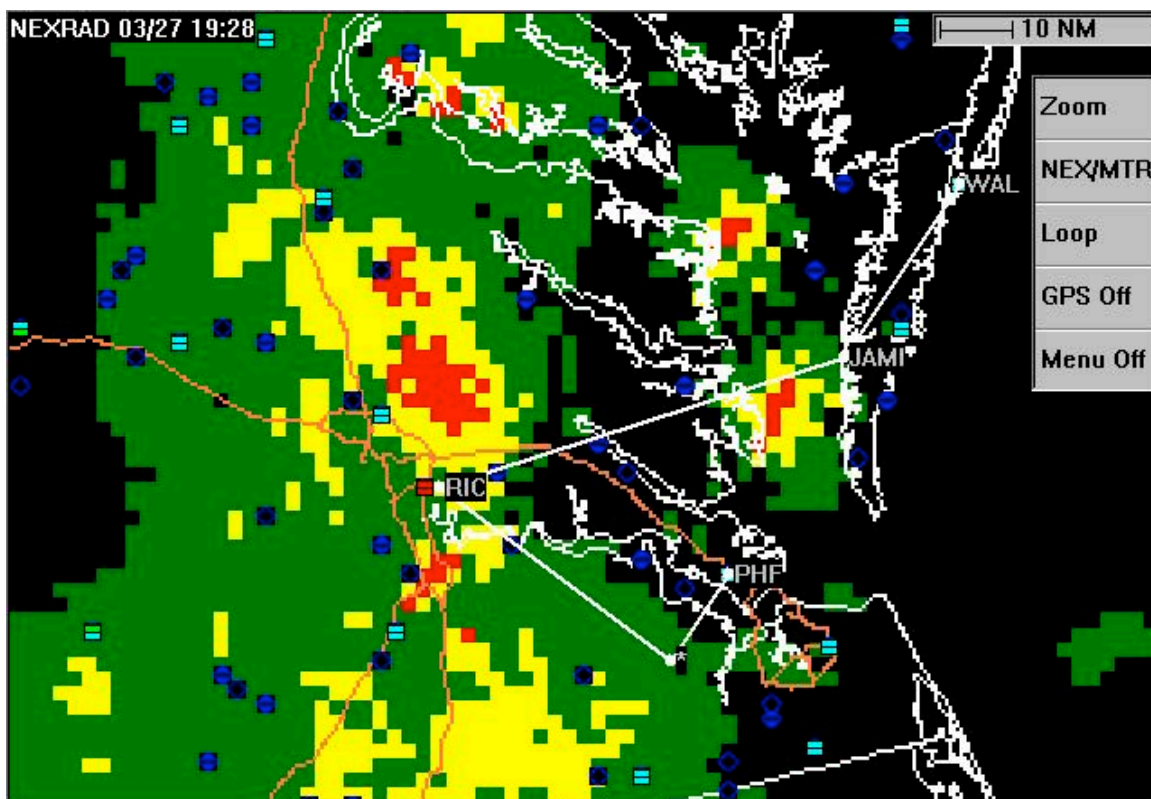 NEXRAD 03/27 19:28
10 NM
Zoom
NEX/MTR
WAL
Loop
GPS Off
JAMI
Menu Off
RIC
PHF
*